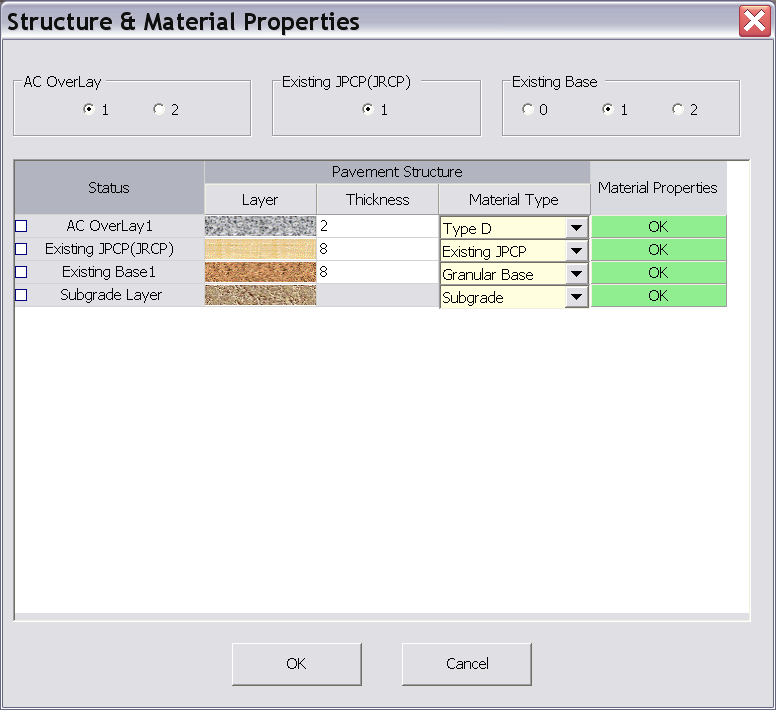 Structure & Material Properties
AC OverLay
Existing JPCP(JRCP)
Existing Base
1 2
1
0 1 2
Status
Pavement Structure
Material Properties
Layer Thickness Material Type
AC OverLay1 2 Type D OK
Existing JPCP(JRCP) 8 Existing JPCP OK
Existing Base1 8 Granular Base OK
Subgrade Layer Subgrade OK
OK Cancel